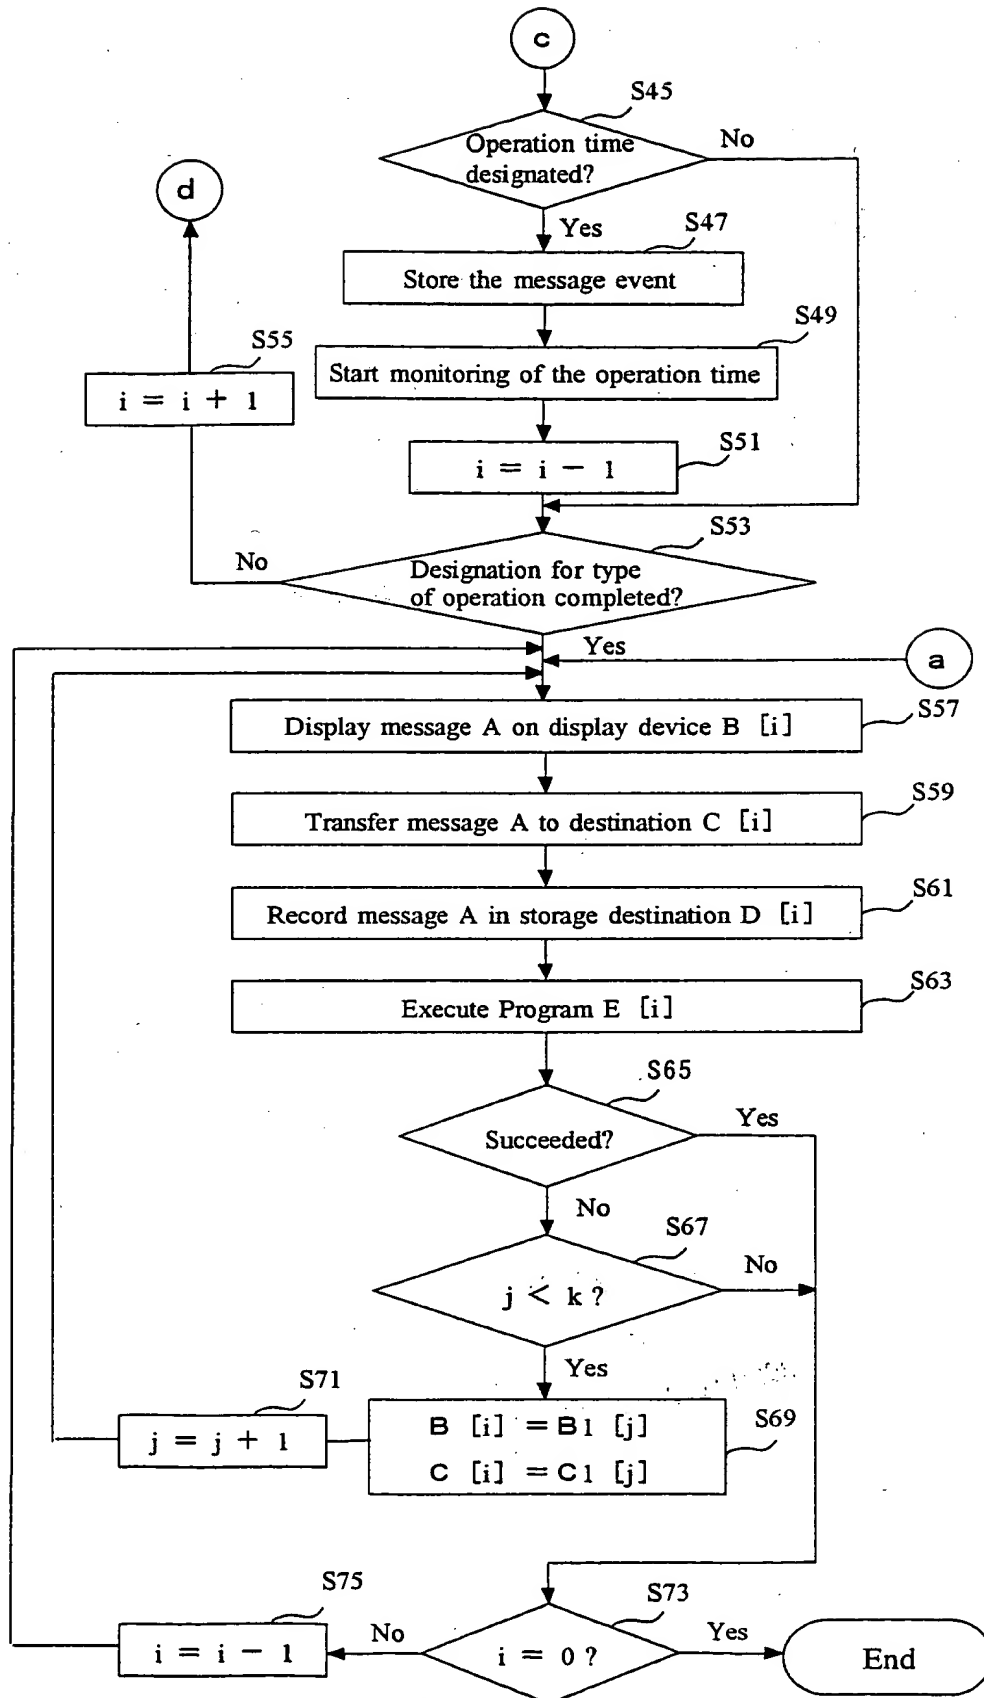 c
S45
Operation time
designated?
No
d
Yes
S47
Store the message event
S49
Start monitoring of the operation time
S55
i = i + 1
S51
i = i - 1
S53
No
Designation for type
of operation completed?
Yes
a
S57
Display message A on display device B [i]
S59
Transfer message A to destination C [i]
S61
Record message A in storage destination D [i]
S63
Execute Program E [i]
S65
Succeeded?
Yes
No
S67
j < k ?
No
Yes
S71
j = j + 1
S69
B [i] = B1 [j]
C [i] = C1 [j]
S75
i = i - 1
No
S73
i = 0 ?
Yes
End